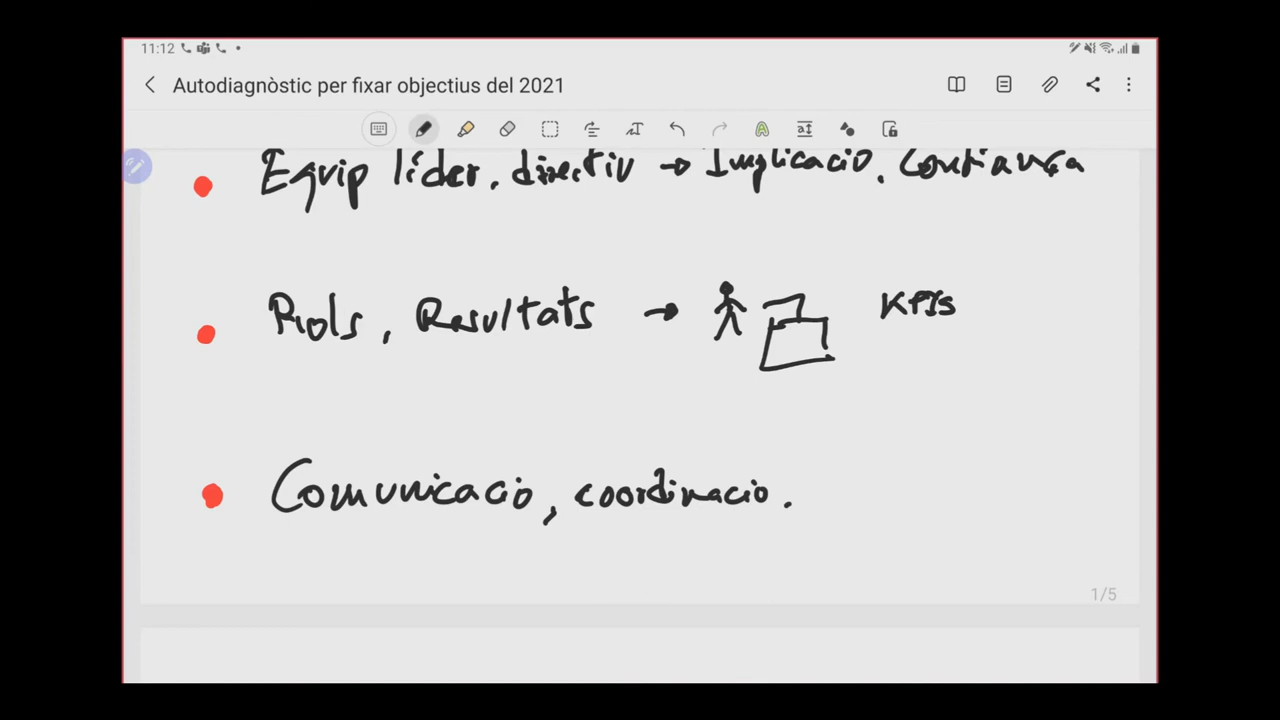 11:12
Autodiagnòstic per fixar objectius del 2021
Equip líder, directiu → Implicació. Confiança
Rols, Resultats → KPIs
Comunicació, coordinació.
1/5